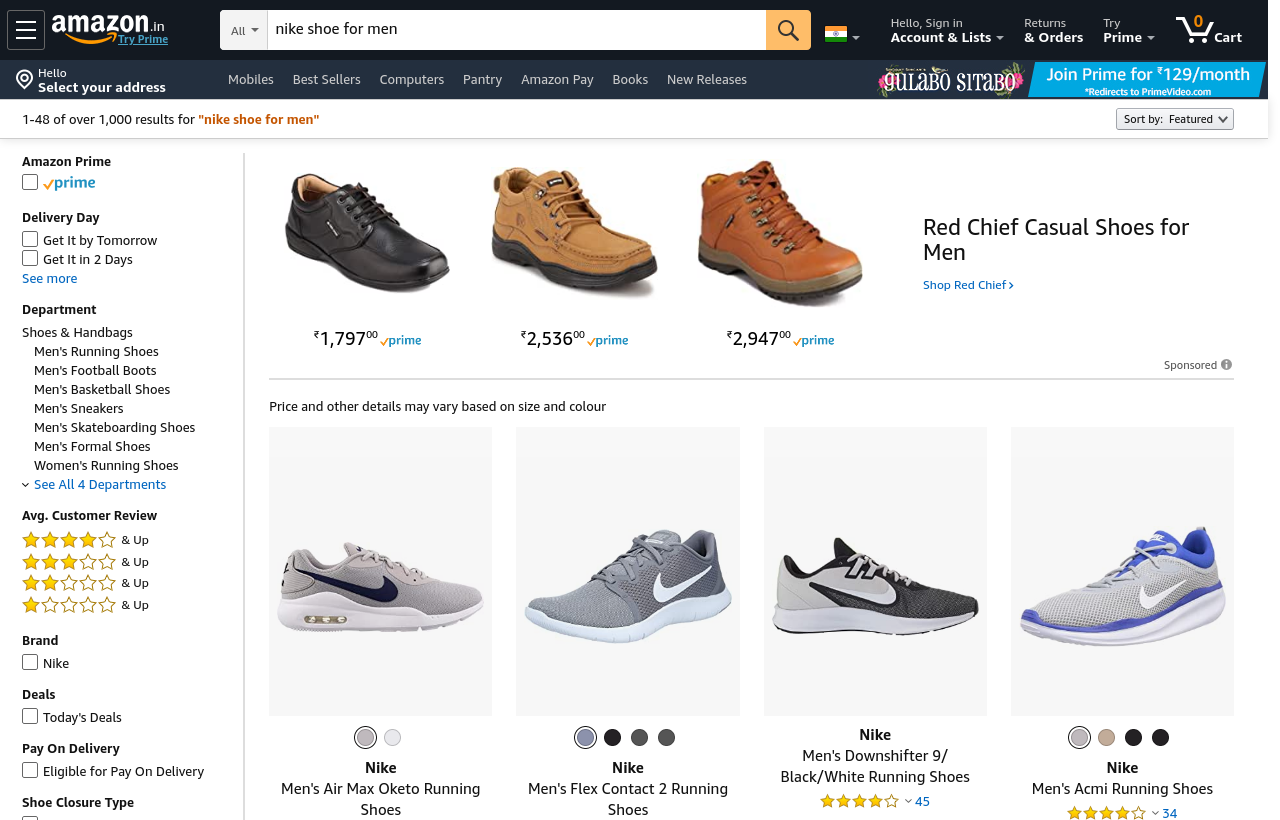 amazon.in
Try Prime
All
nike shoe for men
Hello, Sign in
Account & Lists
Returns
& Orders
Try
Prime
0
Cart
Hello
Select your address
Mobiles
Best Sellers
Computers
Pantry
Amazon Pay
Books
New Releases
GULABO SITABO
Join Prime for ₹129/month
*Redirects to PrimeVideo.com
1-48 of over 1,000 results for "nike shoe for men"
Sort by: Featured
Amazon Prime
prime
Delivery Day
Get It by Tomorrow
Get It in 2 Days
See more
Department
Shoes & Handbags
Men's Running Shoes
Men's Football Boots
Men's Basketball Shoes
Men's Sneakers
Men's Skateboarding Shoes
Men's Formal Shoes
Women's Running Shoes
See All 4 Departments
Avg. Customer Review
& Up
& Up
& Up
& Up
Brand
Nike
Deals
Today's Deals
Pay On Delivery
Eligible for Pay On Delivery
Shoe Closure Type
₹1,79700 prime
₹2,53600 prime
₹2,94700 prime
Red Chief Casual Shoes for
Men
Shop Red Chief
Sponsored
Price and other details may vary based on size and colour
Nike
Men's Air Max Oketo Running
Shoes
Nike
Men's Flex Contact 2 Running
Shoes
Nike
Men's Downshifter 9/
Black/White Running Shoes
45
Nike
Men's Acmi Running Shoes
34